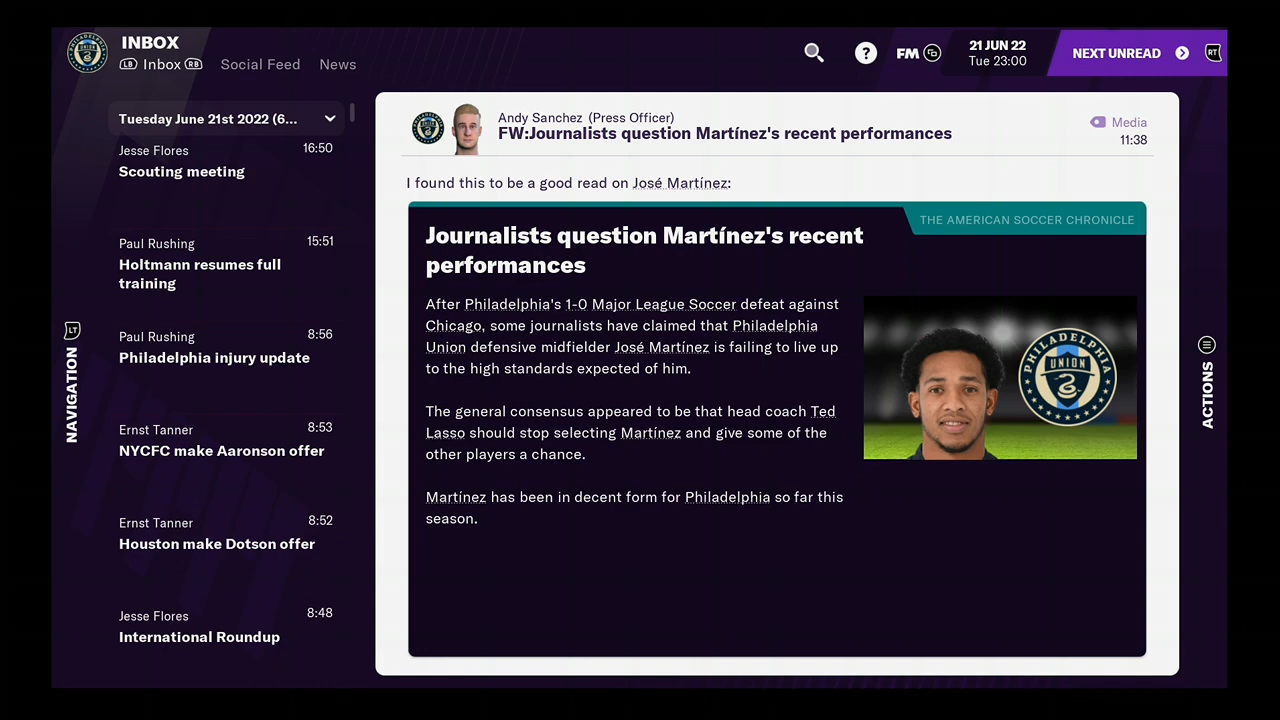 INBOX
LB Inbox RB Social Feed News
FM
21 JUN 22
Tue 23:00
NEXT UNREAD
RT
Tuesday June 21st 2022 (6...
Jesse Flores 16:50
Scouting meeting
Paul Rushing 15:51
Holtmann resumes full
training
Paul Rushing 8:56
Philadelphia injury update
Ernst Tanner 8:53
NYCFC make Aaronson offer
Ernst Tanner 8:52
Houston make Dotson offer
Jesse Flores 8:48
International Roundup
NAVIGATION LT
Andy Sanchez (Press Officer)
FW:Journalists question Martínez's recent performances
Media
11:38
I found this to be a good read on José Martínez:
THE AMERICAN SOCCER CHRONICLE
Journalists question Martínez's recent
performances
After Philadelphia's 1-0 Major League Soccer defeat against
Chicago, some journalists have claimed that Philadelphia
Union defensive midfielder José Martínez is failing to live up
to the high standards expected of him.
The general consensus appeared to be that head coach Ted
Lasso should stop selecting Martínez and give some of the
other players a chance.
Martínez has been in decent form for Philadelphia so far this
season.
PHILADELPHIA
UNION
ACTIONS